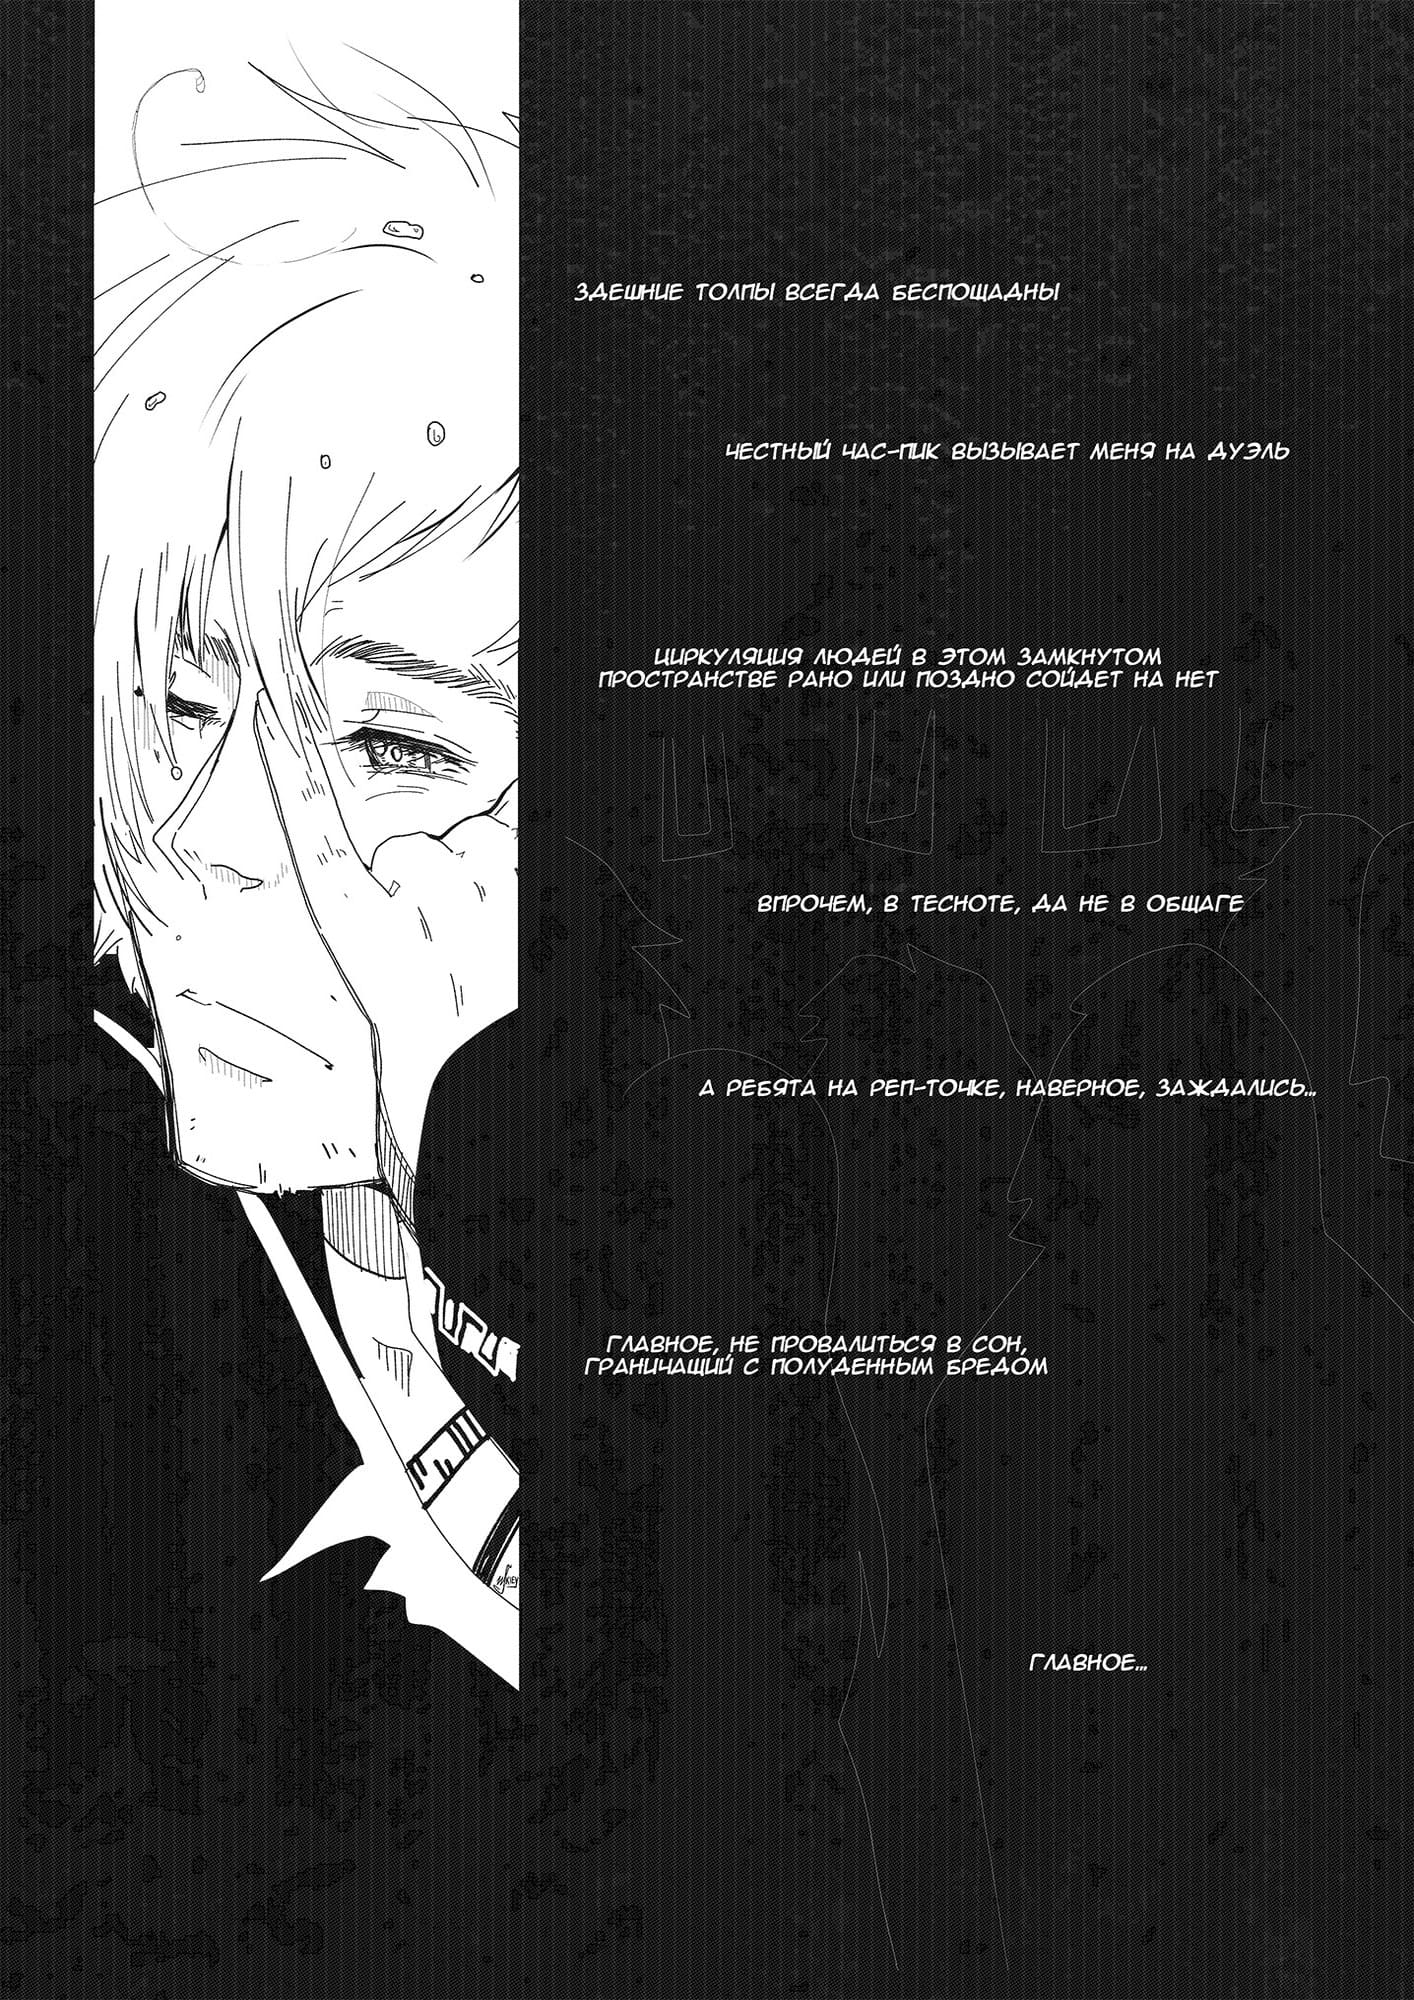 ЗДЕШНИЕ ТОЛПЫ ВСЕГДА БЕСПОЩАДНЫ
ЧЕСТНЫЙ ЧАС-ПИК ВЫЗЫВАЕТ МЕНЯ НА ДУЭЛЬ
ЦИРКУЛЯЦИЯ ЛЮДЕЙ В ЭТОМ ЗАМКНУТОМ
ПРОСТРАНСТВЕ РАНО ИЛИ ПОЗДНО СОЙДЕТ НА НЕТ
ВПРОЧЕМ, В ТЕСНОТЕ, ДА НЕ В ОБЩАГЕ
А РЕБЯТА НА РЕП-ТОЧКЕ, НАВЕРНОЕ, ЗАЖДАЛИСЬ...
ГЛАВНОЕ, НЕ ПРОВАЛИТЬСЯ В СОН,
ГРАНИЧАЩИЙ С ПОЛУДЕННЫМ БРЕДОМ
ГЛАВНОЕ...